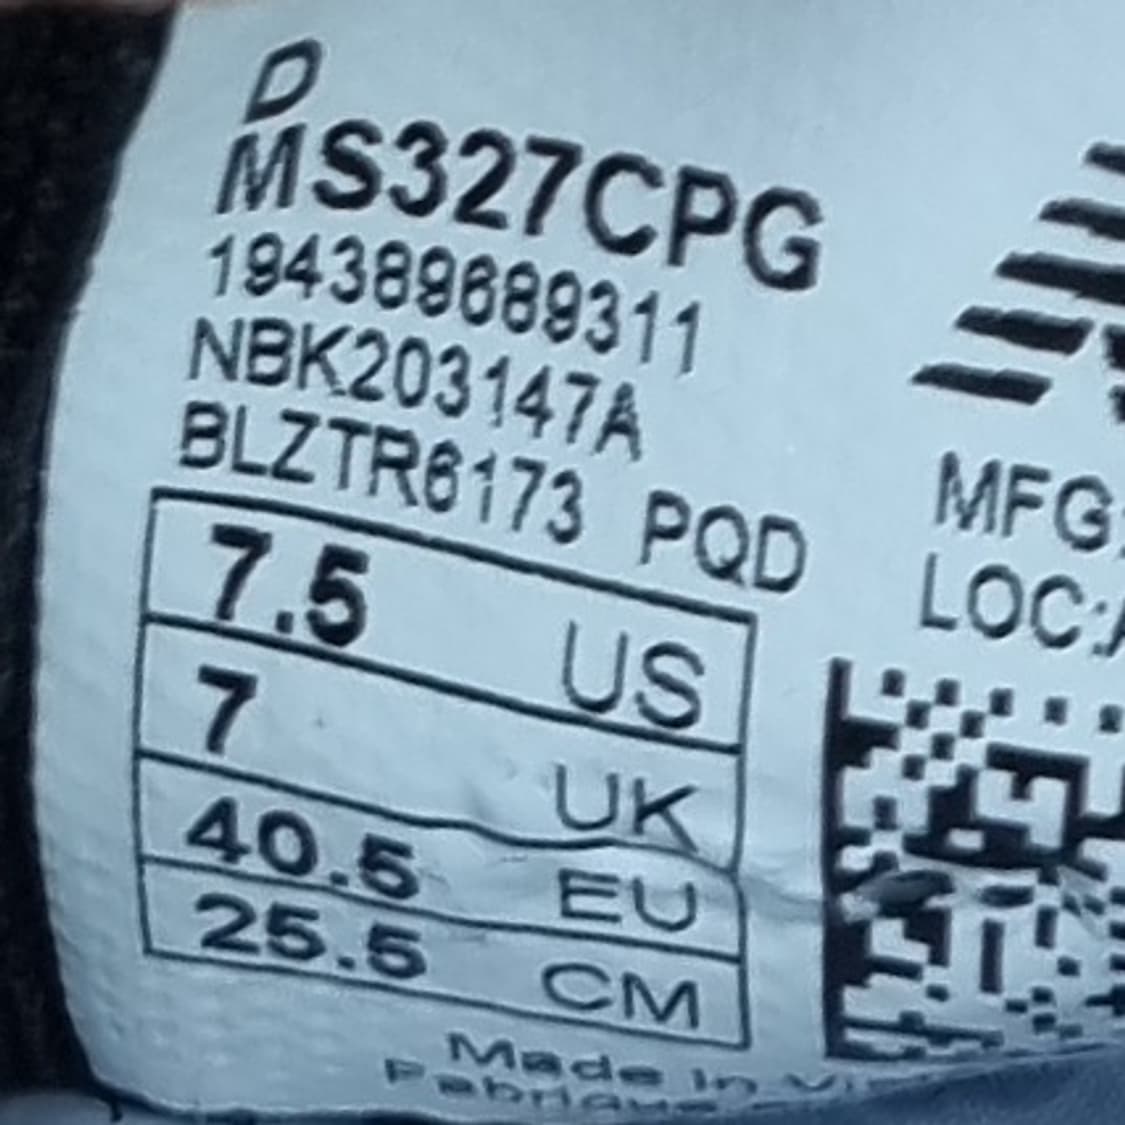 D
MS327CPG
194389689311
NBK203147A
BLZTR6173 PQD
7.5 US
7 UK
40.5 EU
25.5 CM
Made in
MFG:
LOC:A